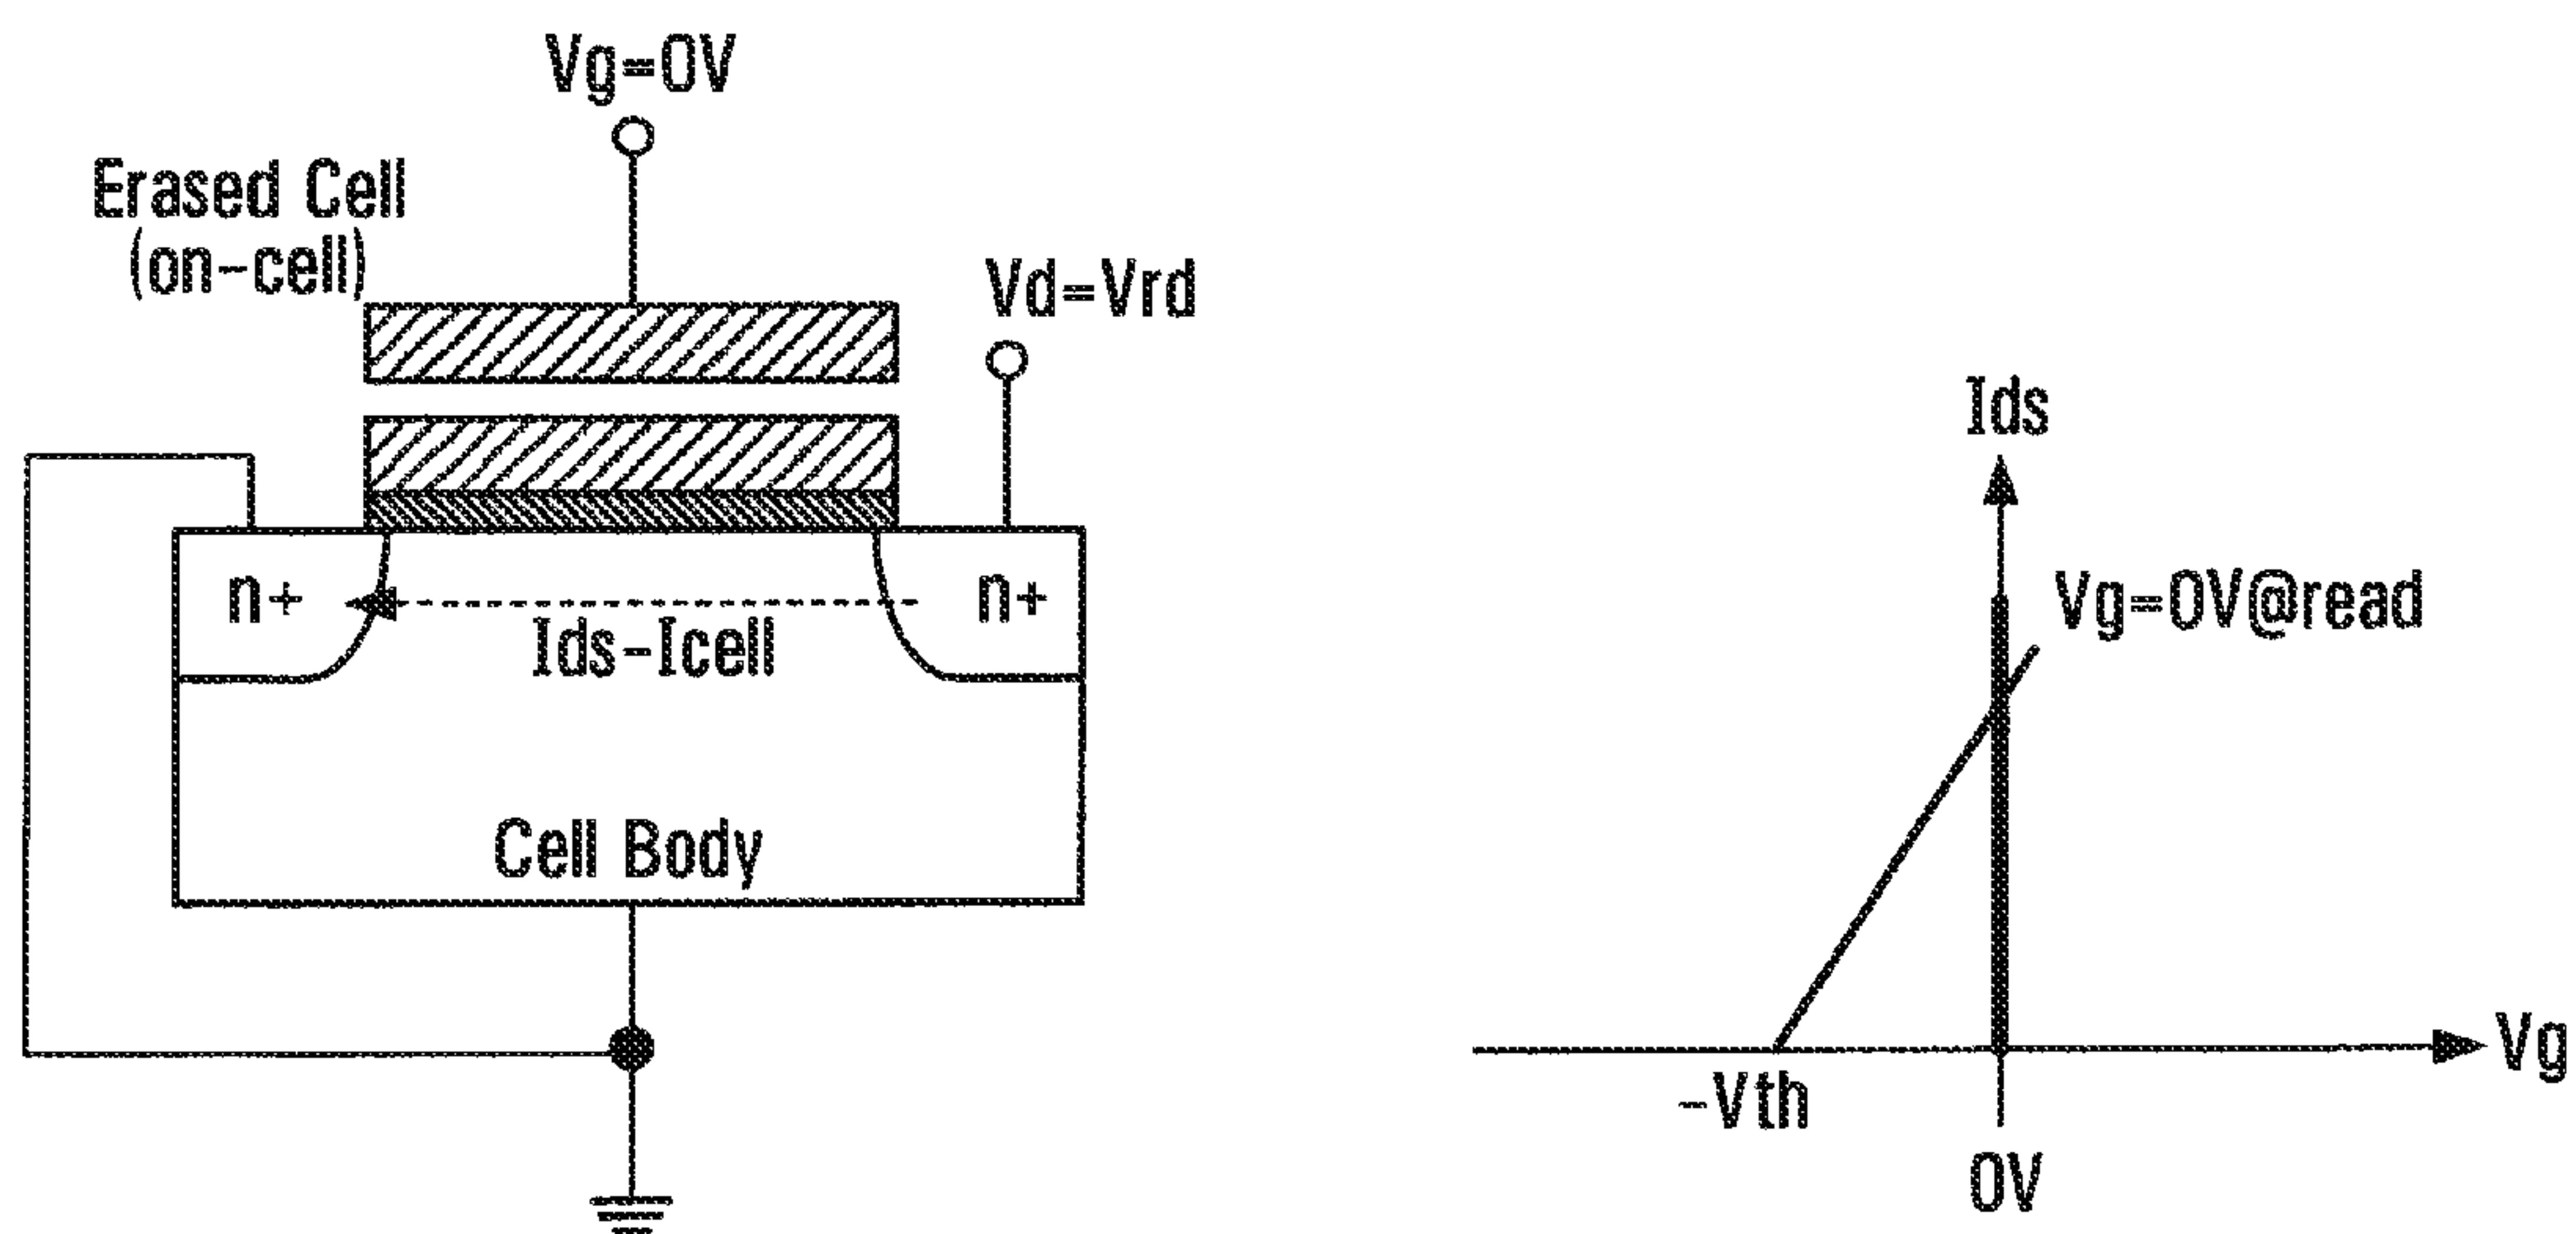 Vg=0V
Erased Cell
(on-cell)
Vd=Vrd
n+
n+
Ids-Icell
Cell Body
Ids
Vg=0V@read
Vg
-Vth
0V